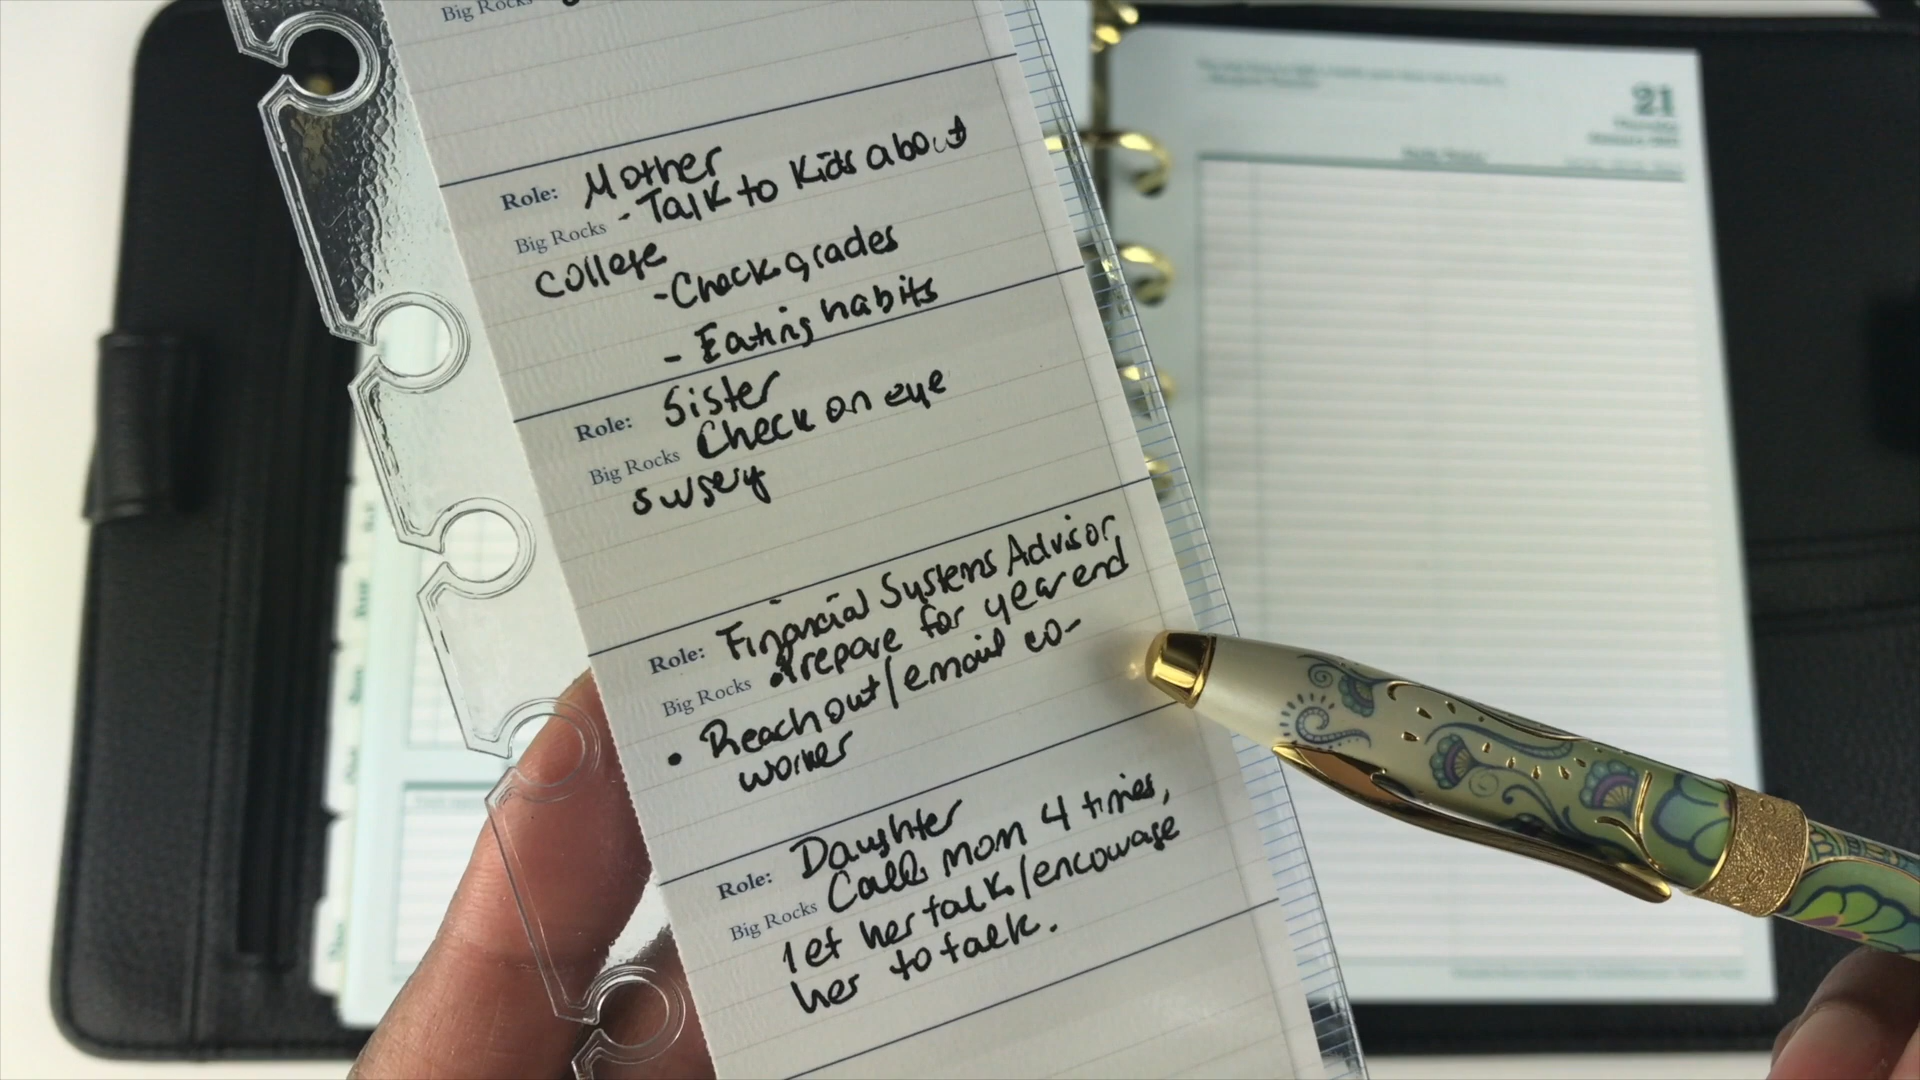 Big Rocks
Role: Mother
Big Rocks - Talk to kids about
college
- Check grades
- Eating habits
Role: Sister
Big Rocks Check on eye
surgery
Role: Financial Systems Advisor
Big Rocks • Prepare for year end
• Reach out/email co-
worker
Role: Daughter
Big Rocks Call mom 4 times,
let her talk/encourage
her to talk.
21